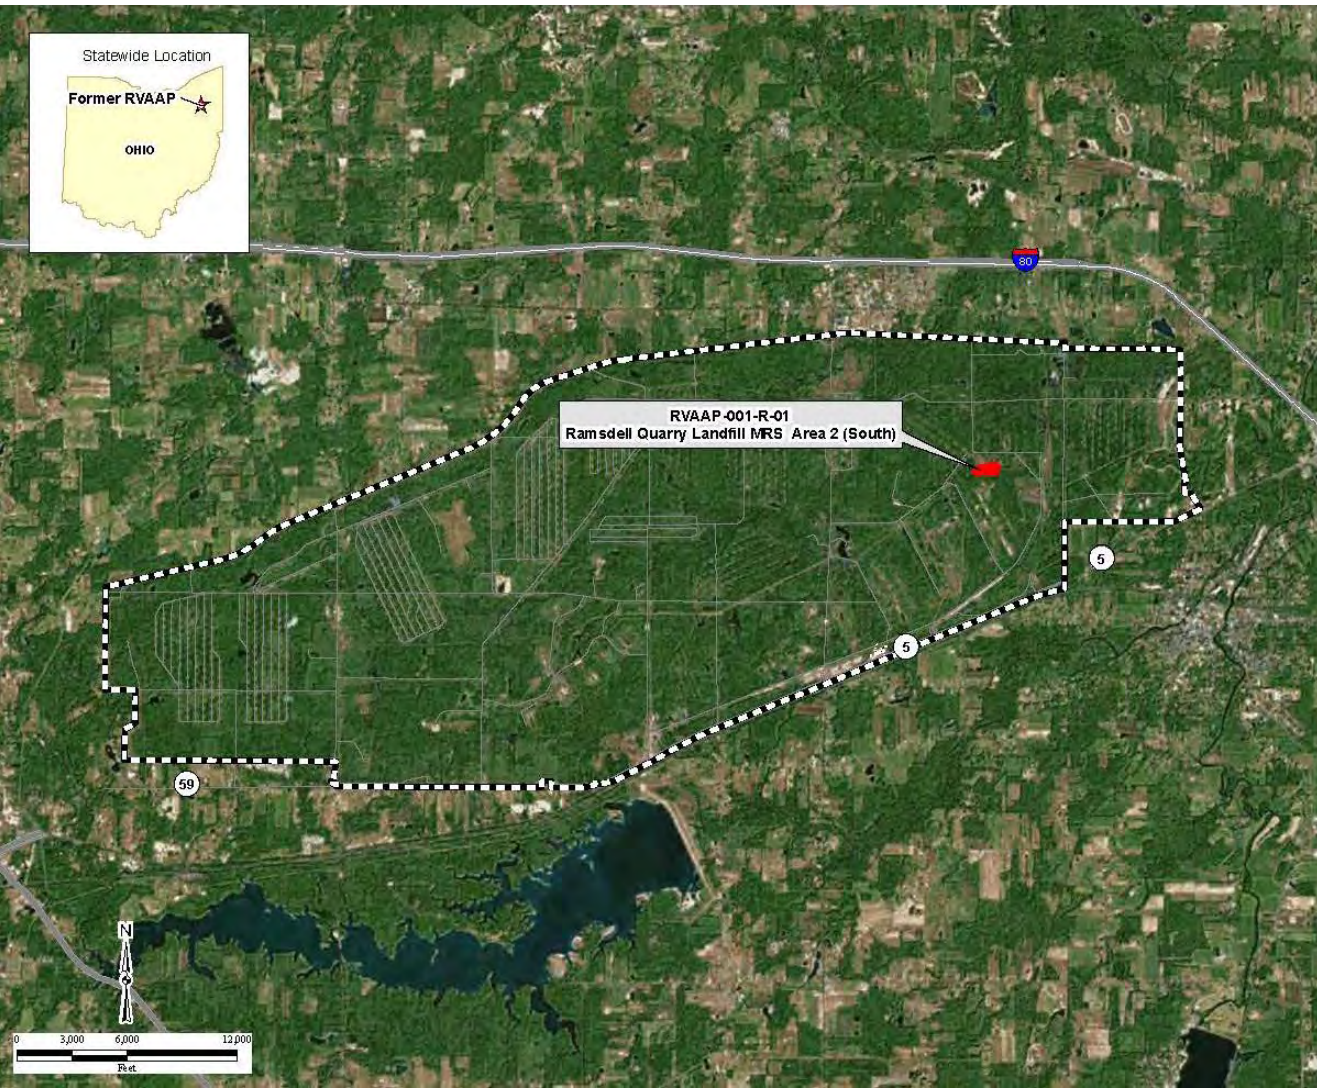 Statewide Location
Former RVAAP
OHIO
80
RVAAP-001-R-01
Ramsdell Quarry Landfill MRS Area 2 (South)
5
5
59
N
0 3,000 6,000 12,000
Feet